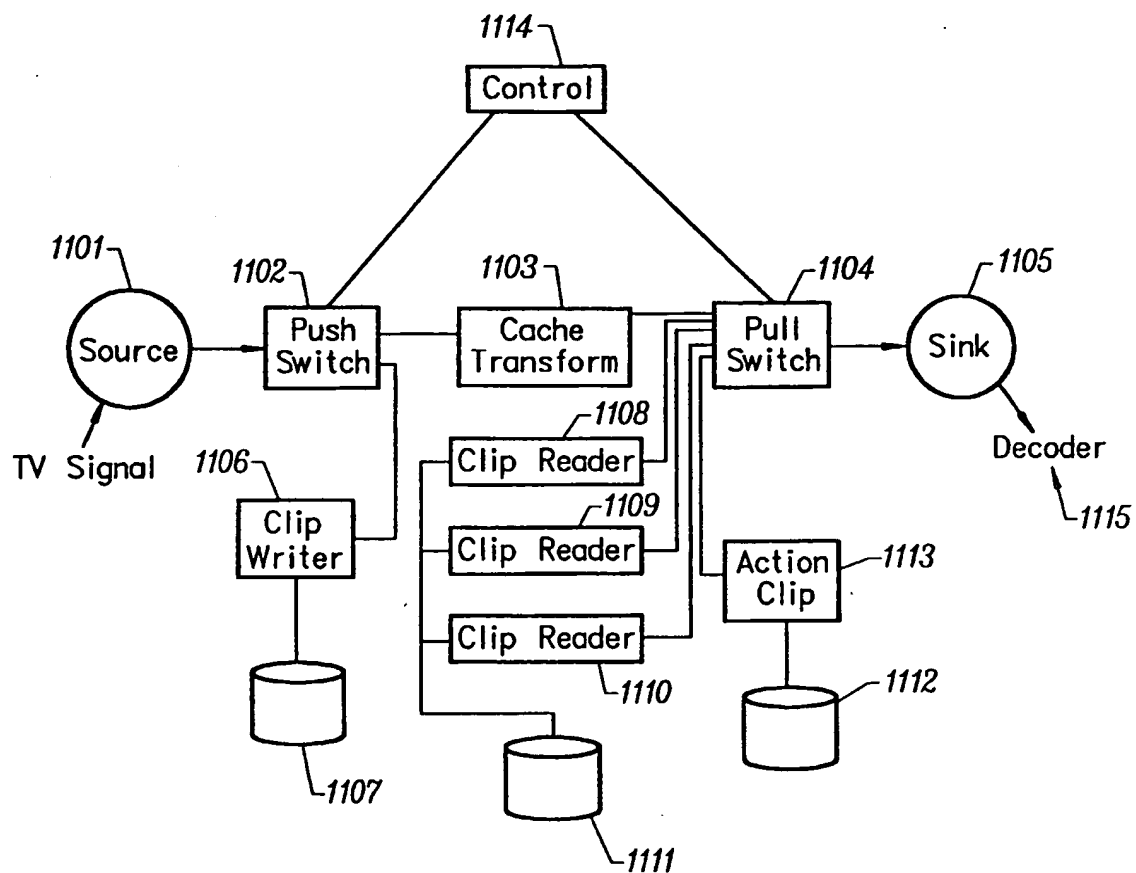 1114
Control
1101
1102
1103
1104
1105
Source
Push
Switch
Cache
Transform
Pull
Switch
Sink
TV Signal
1106
1108
Clip Reader
Decoder
1115
Clip
Writer
1109
Clip Reader
Action
Clip
1113
Clip Reader
1110
1112
1107
1111